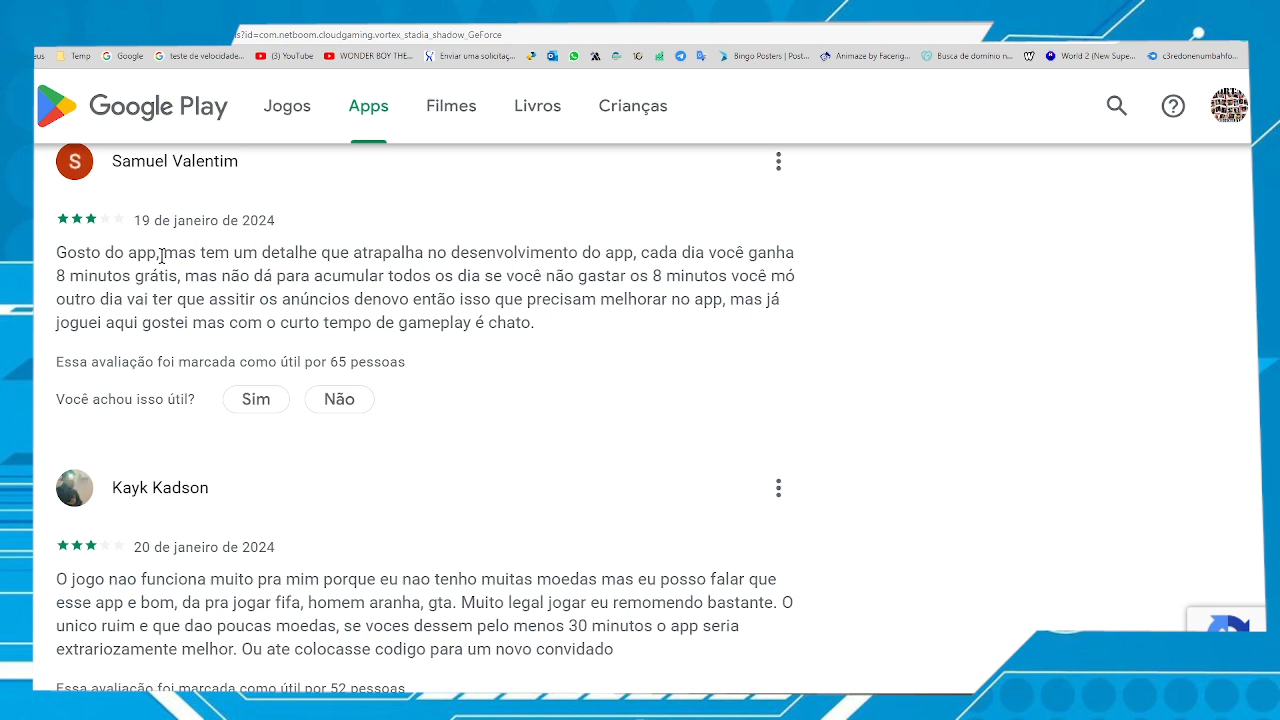 s?id=com.netboom.cloudgaming.vortex_stadia_shadow_GeForce
eus Temp Google teste de velocidade... (3) YouTube WONDER BOY THE... Enviar uma solicitaç... Bingo Posters | Post... Animaze by Facerig... Busca de domínio n... W World 2 (New Supe... c3redonenumbahfo...
Google Play Jogos Apps Filmes Livros Crianças
S Samuel Valentim
19 de janeiro de 2024
Gosto do app, mas tem um detalhe que atrapalha no desenvolvimento do app, cada dia você ganha
8 minutos grátis, mas não dá para acumular todos os dia se você não gastar os 8 minutos você mó
outro dia vai ter que assitir os anúncios denovo então isso que precisam melhorar no app, mas já
joguei aqui gostei mas com o curto tempo de gameplay é chato.
Essa avaliação foi marcada como útil por 65 pessoas
Você achou isso útil? Sim Não
Kayk Kadson
20 de janeiro de 2024
O jogo nao funciona muito pra mim porque eu nao tenho muitas moedas mas eu posso falar que
esse app e bom, da pra jogar fifa, homem aranha, gta. Muito legal jogar eu remomendo bastante. O
unico ruim e que dao poucas moedas, se voces dessem pelo menos 30 minutos o app seria
extrariozamente melhor. Ou ate colocasse codigo para um novo convidado
Essa avaliação foi marcada como útil por 52 pessoas